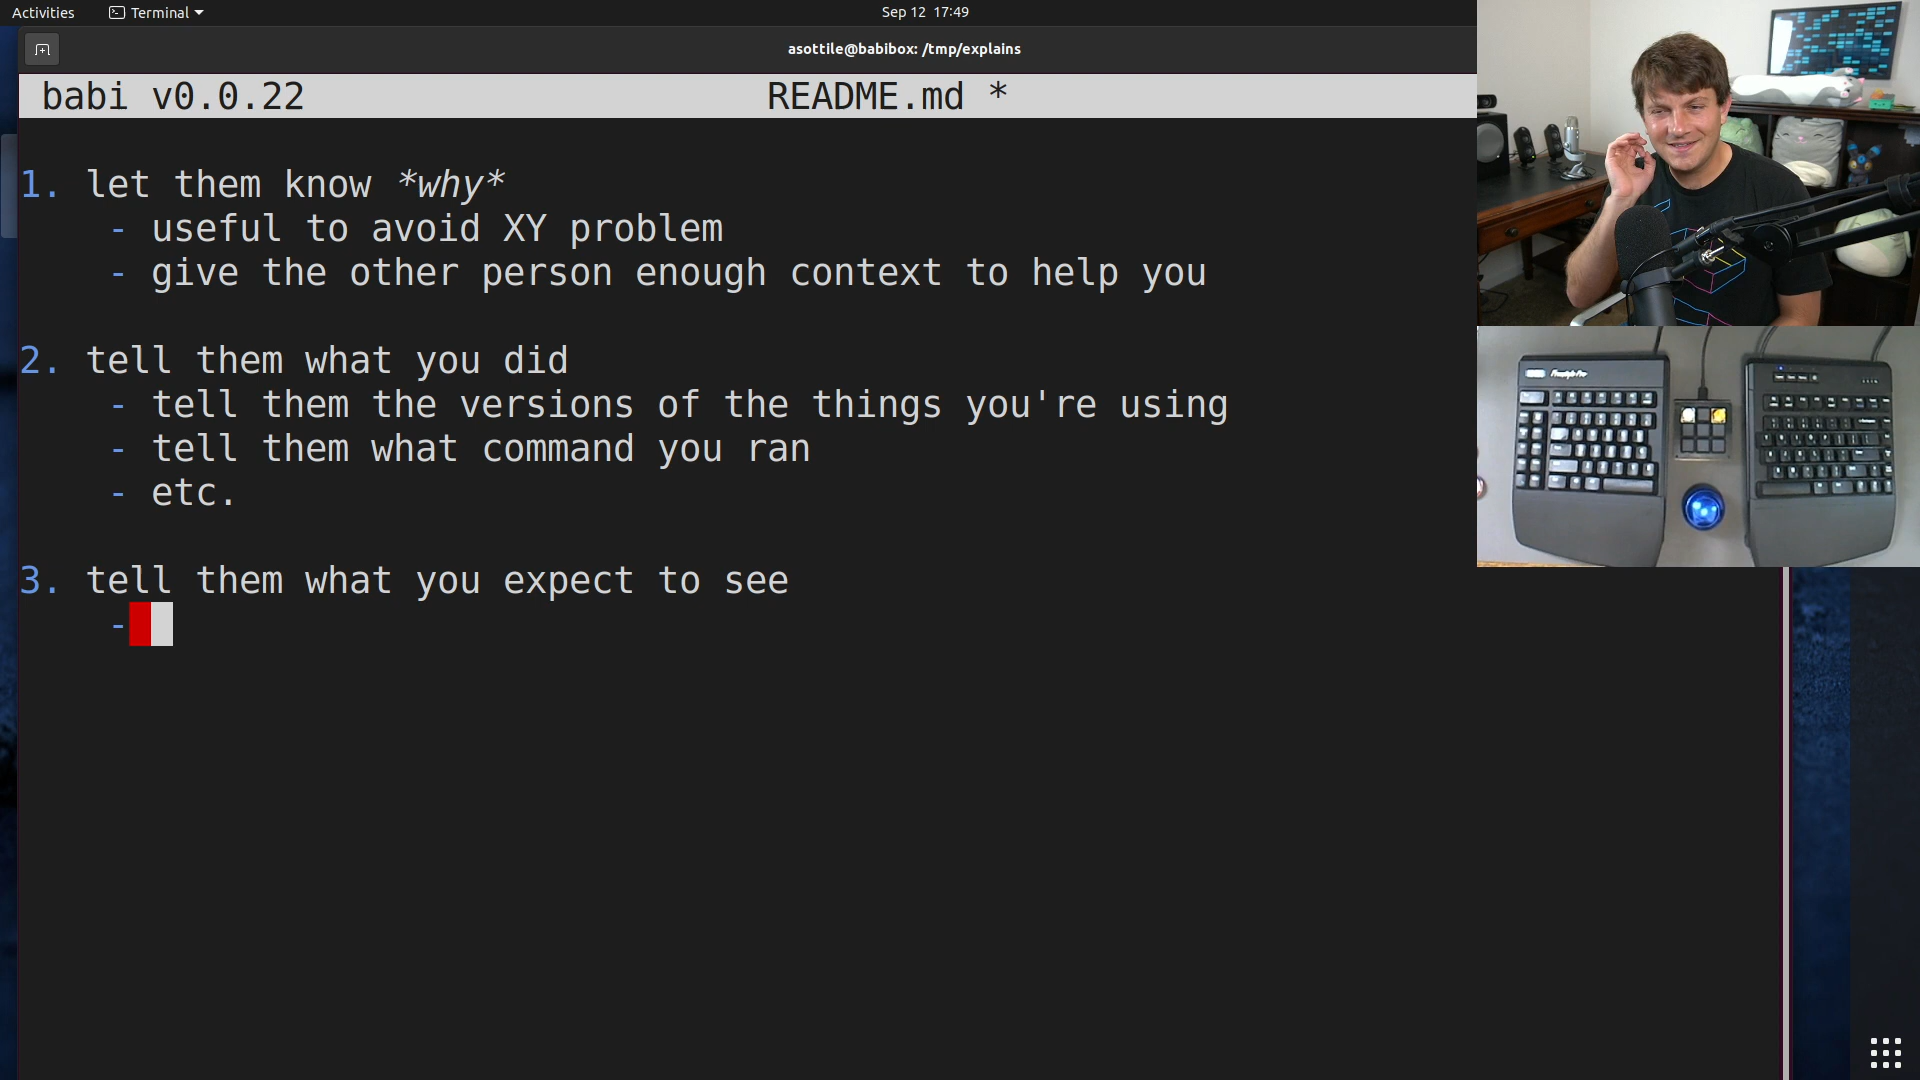 Activities
Terminal
Sep 12 17:49
asottile@babibox: /tmp/explains
babi v0.0.22
README.md *
1. let them know *why*
- useful to avoid XY problem
- give the other person enough context to help you
2. tell them what you did
- tell them the versions of the things you're using
- tell them what command you ran
- etc.
3. tell them what you expect to see
-